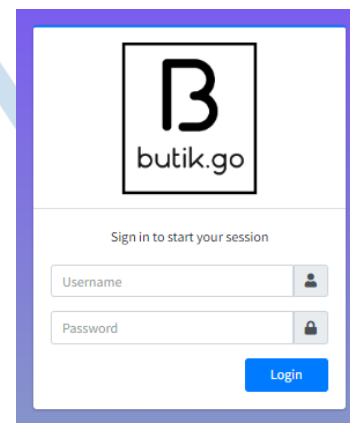 B
butik.go
Sign in to start your session
Username
Password
Login